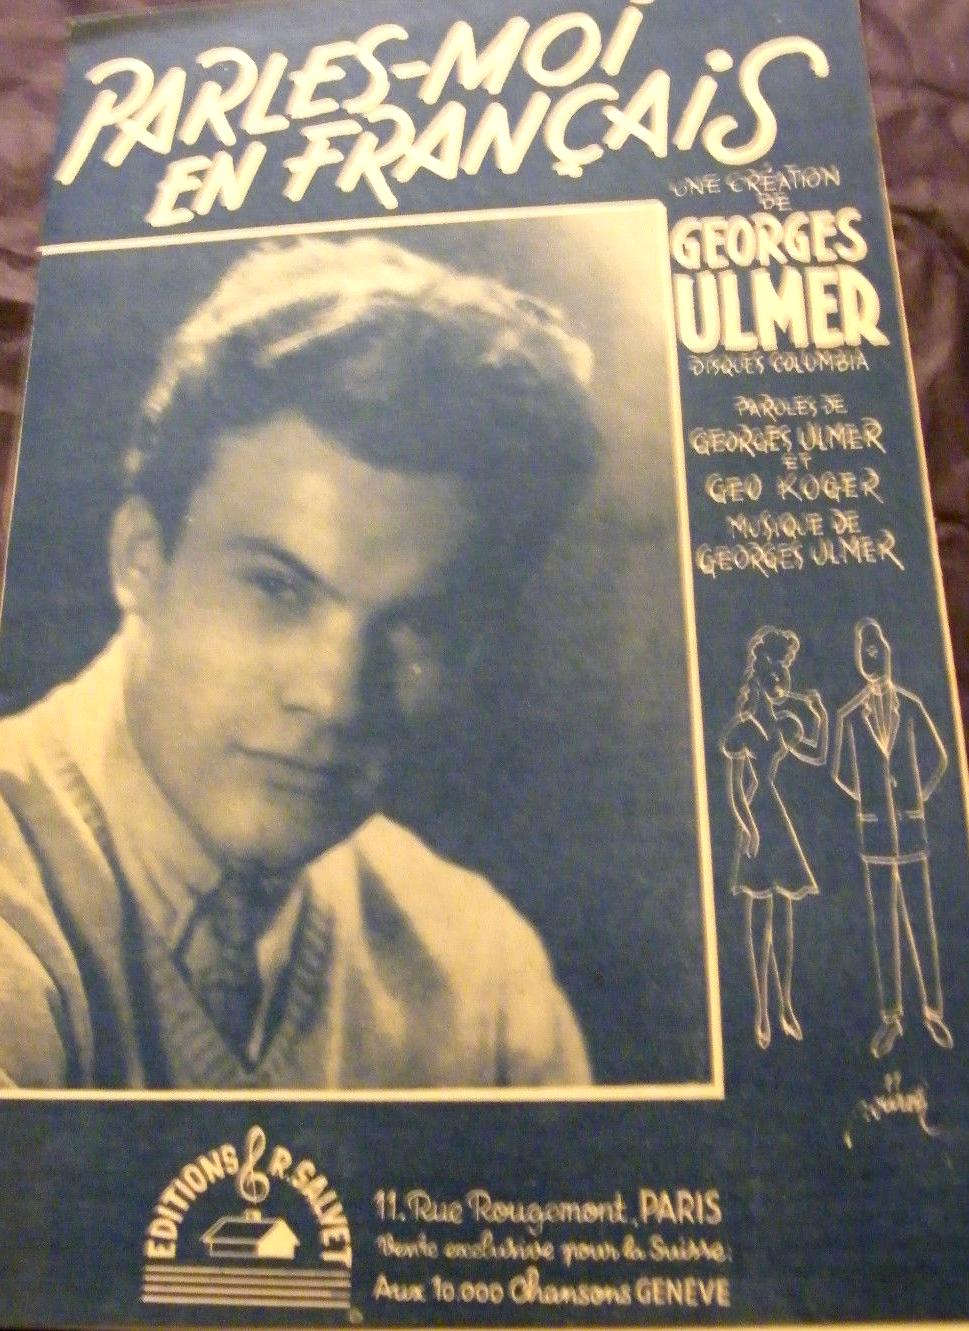 PARLES-MOI
EN FRANÇAIS
UNE CRÉATION
DE
GEORGES
ULMER
DISQUES COLUMBIA
PAROLES DE
GEORGES ULMER
ET
GEO KOGER
MUSIQUE DE
GEORGES ULMER
EDITIONS R. SALVET
11. Rue Rougemont, PARIS
Vente exclusive pour la Suisse:
Aux 10.000 Chansons GENEVE